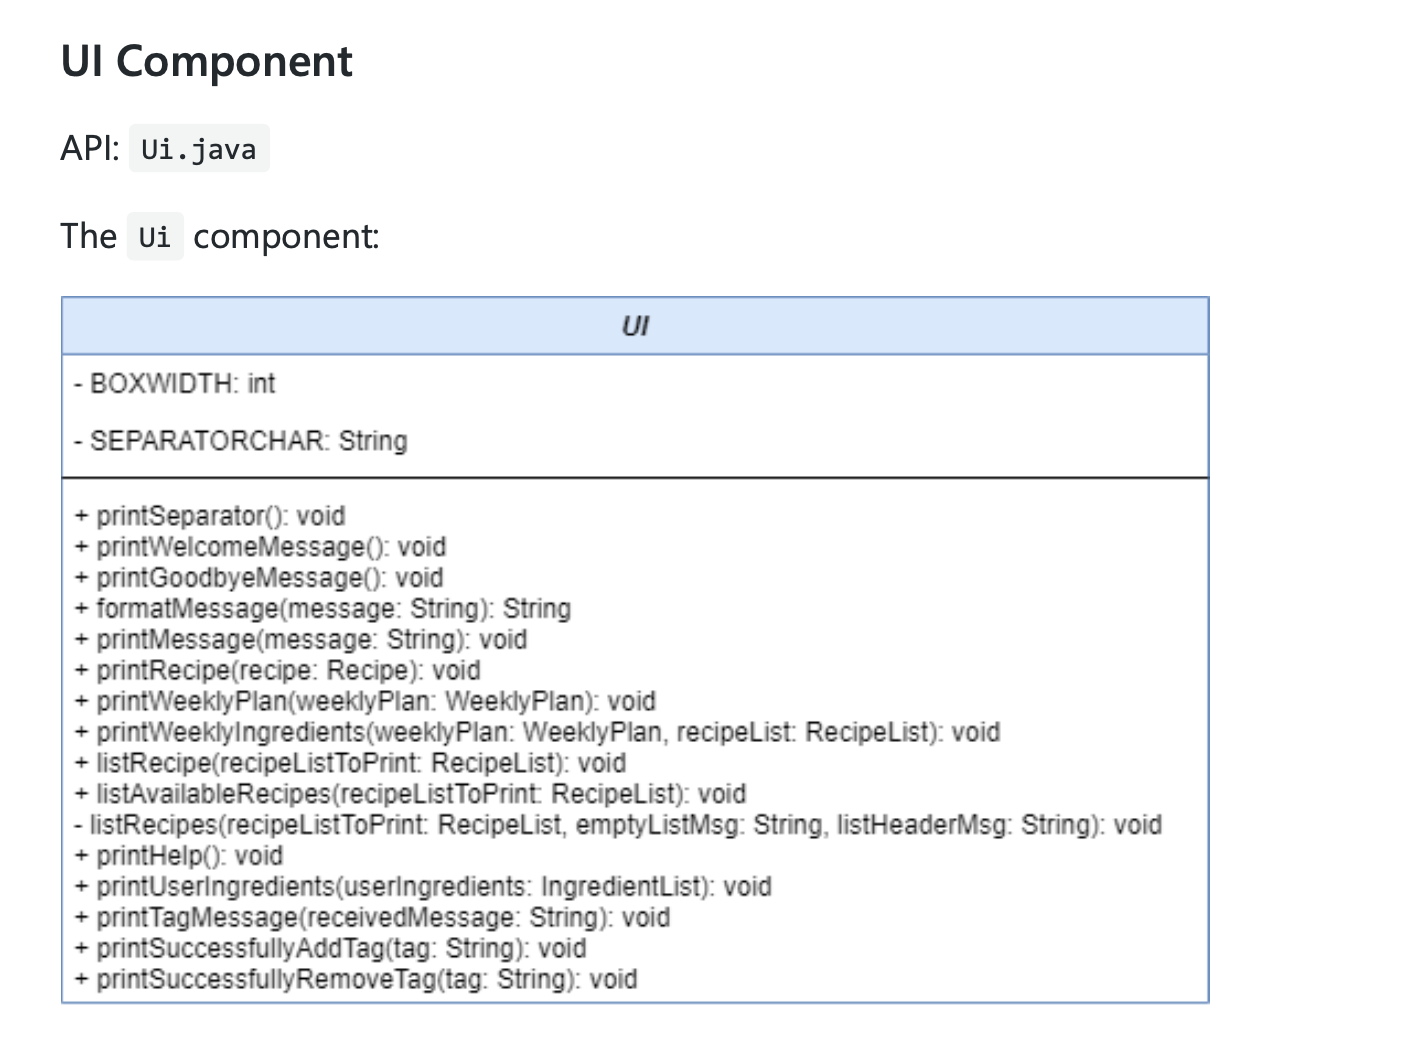 UI Component
API: Ui.java
The Ui component:
UI
- BOXWIDTH: int
- SEPARATORCHAR: String
+ printSeparator(): void
+ printWelcomeMessage(): void
+ printGoodbyeMessage(): void
+ formatMessage(message: String): String
+ printMessage(message: String): void
+ printRecipe(recipe: Recipe): void
+ printWeeklyPlan(weeklyPlan: WeeklyPlan): void
+ printWeeklyIngredients(weeklyPlan: WeeklyPlan, recipeList: RecipeList): void
+ listRecipe(recipeListToPrint: RecipeList): void
+ listAvailableRecipes(recipeListToPrint: RecipeList): void
- listRecipes(recipeListToPrint: RecipeList, emptyListMsg: String, listHeaderMsg: String): void
+ printHelp(): void
+ printUserIngredients(userIngredients: IngredientList): void
+ printTagMessage(receivedMessage: String): void
+ printSuccessfullyAddTag(tag: String): void
+ printSuccessfullyRemoveTag(tag: String): void